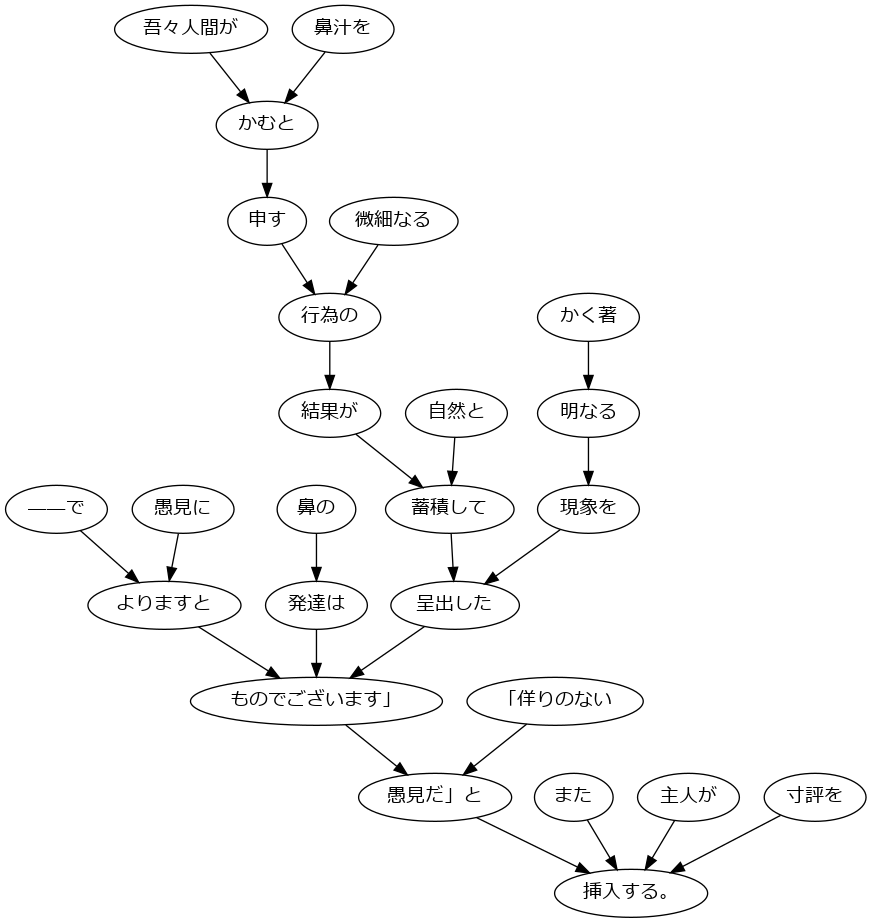 吾々人間が 鼻汁を
かむと
申す 微細なる
行為の かく著
結果が 自然と 明なる
――で 愚見に 鼻の 蓄積して 現象を
よりますと 発達は 呈出した
ものでございます」 「佯りのない
愚見だ」と また 主人が 寸評を
挿入する。